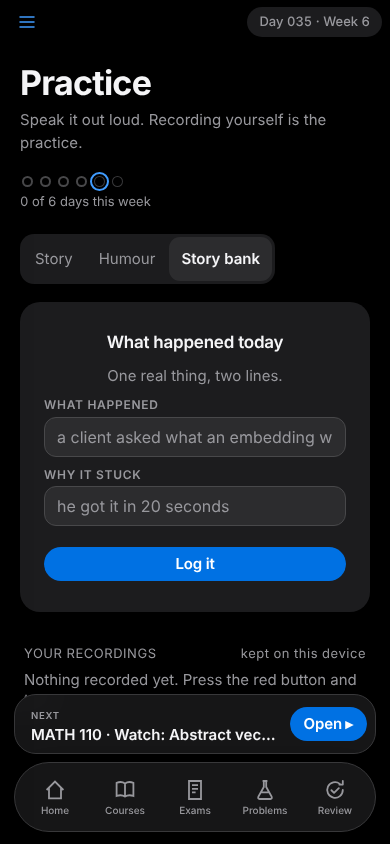 Day 035 · Week 6
Practice
Speak it out loud. Recording yourself is the
practice.
0 of 6 days this week
Story
Humour
Story bank
What happened today
One real thing, two lines.
WHAT HAPPENED
a client asked what an embedding w
WHY IT STUCK
he got it in 20 seconds
Log it
YOUR RECORDINGS
kept on this device
Nothing recorded yet. Press the red button and
NEXT
MATH 110 · Watch: Abstract vec...
Open ▸
Home
Courses
Exams
Problems
Review